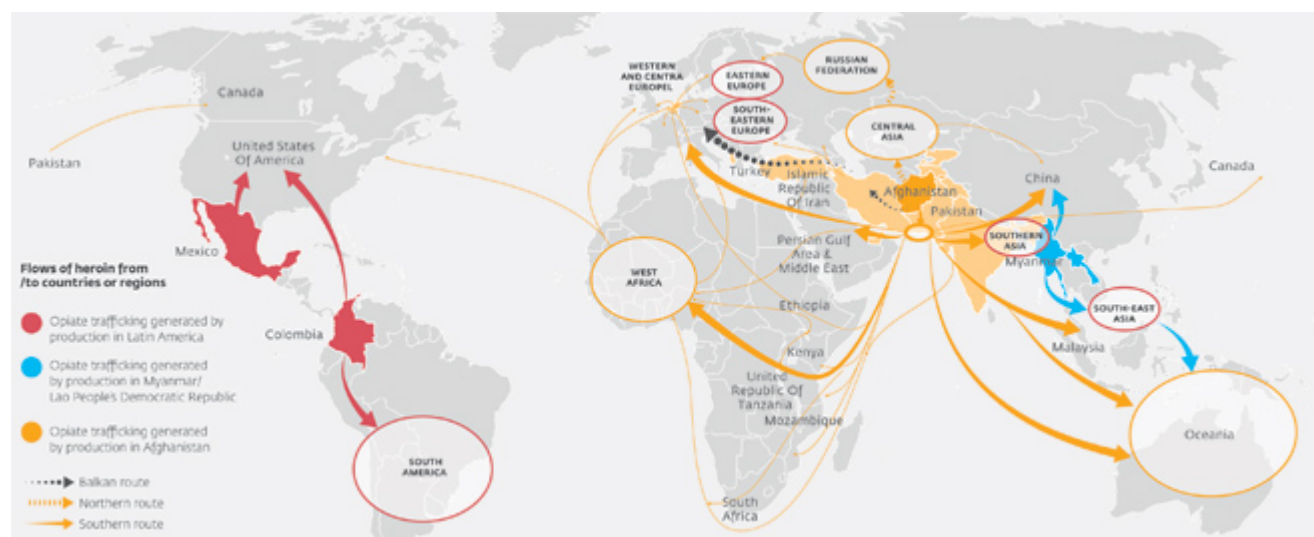 WESTERN
AND CENTRA
EUROPEL
EASTERN
EUROPE
RUSSIAN
FEDERATION
SOUTH-
EASTERN
EUROPE
CENTRAL
ASIA
Canada
Pakistan
United States
Of America
Canada
China
Turkey
Islamic
Republic
Of Iran
Afghanistan
Pakistan
Mexico
Persian Gulf
Area &
Middle East
SOUTHERN
ASIA
Myanmar
WEST
AFRICA
Ethiopia
SOUTH-EAST
ASIA
Colombia
Kenya
Malaysia
United
Republic Of
Tanzania
Mozambique
Oceania
SOUTH
AMERICA
South
Africa
Flows of heroin from
/to countries or regions
Opiate trafficking generated by
production in Latin America
Opiate trafficking generated
by production in Myanmar/
Lao People's Democratic Republic
Opiate trafficking generated
by production in Afghanistan
Balkan route
Northern route
Southern route